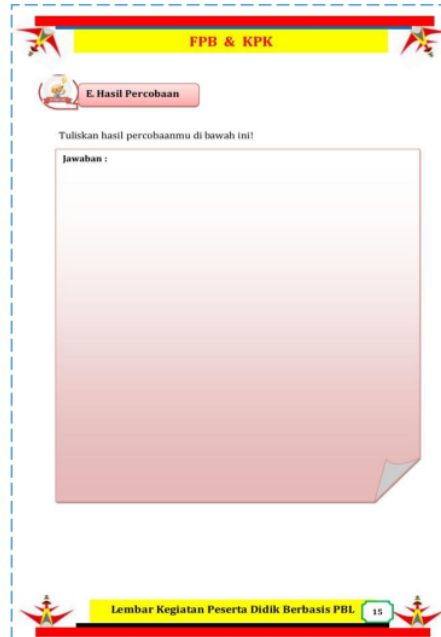 FPB & KPK
E. Hasil Percobaan
Tuliskan hasil percobaanmu di bawah ini!
Jawaban :
Lembar Kegiatan Peserta Didik Berbasis PBL 15